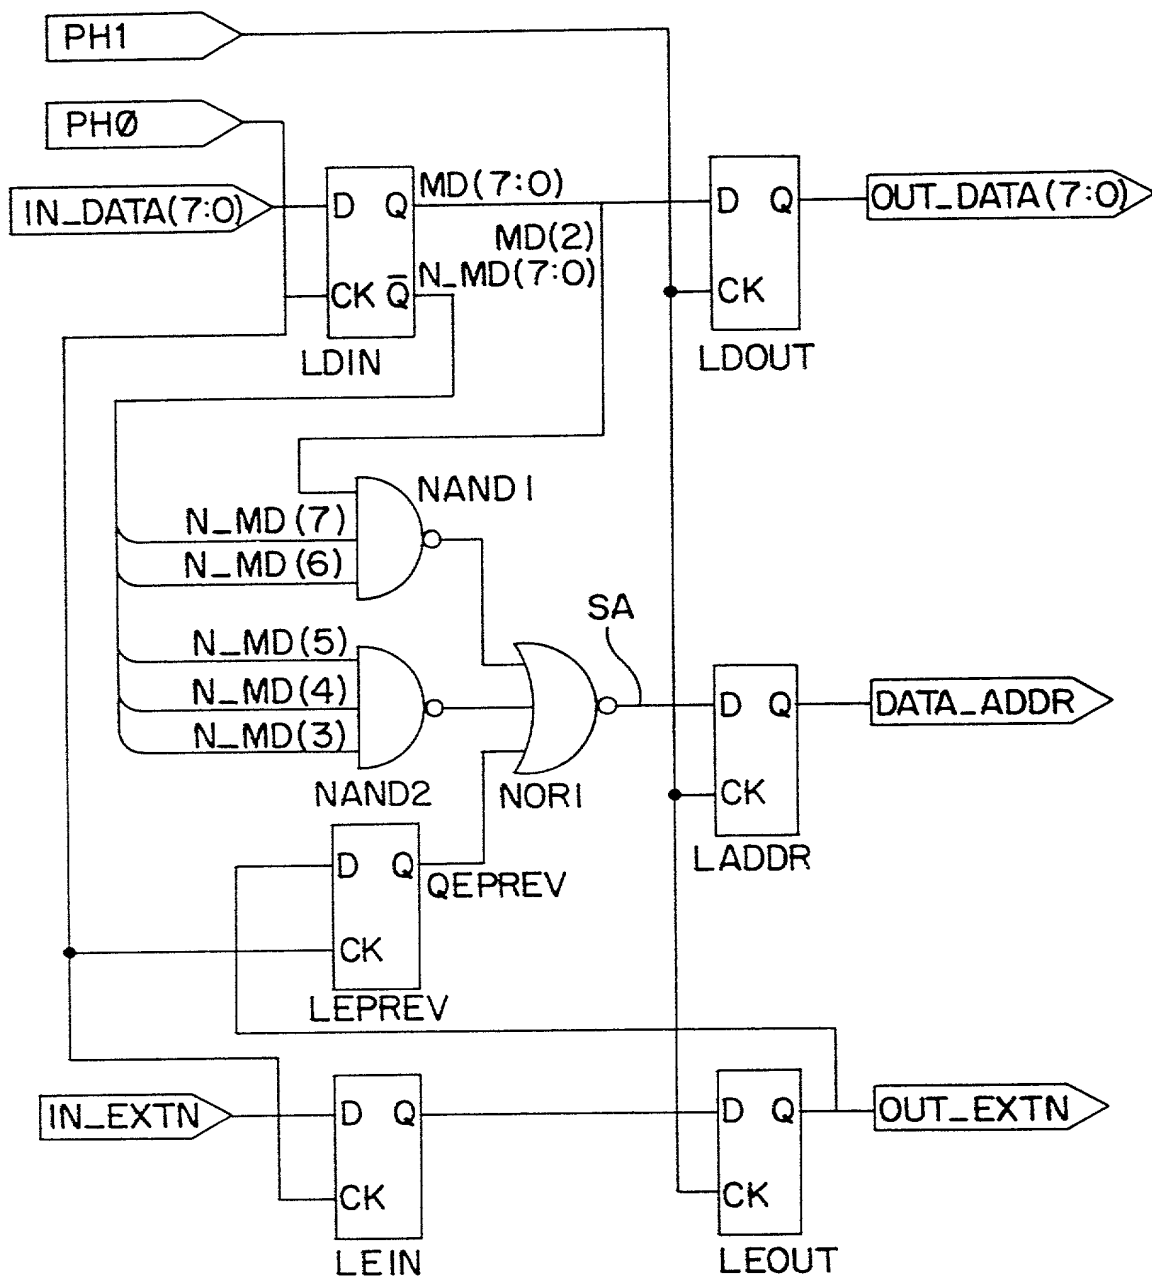 PH1
PHØ
IN_DATA(7:0)
D Q
CK Q̅
LDIN
MD(7:0)
MD(2)
N_MD(7:0)
D Q
CK
LDOUT
OUT_DATA(7:0)
NAND1
N_MD(7)
N_MD(6)
N_MD(5)
N_MD(4)
N_MD(3)
NAND2
NOR1
SA
D Q
CK
LADDR
DATA_ADDR
D Q
CK
QEPREV
LEPREV
IN_EXTN
D Q
CK
LEIN
D Q
CK
LEOUT
OUT_EXTN